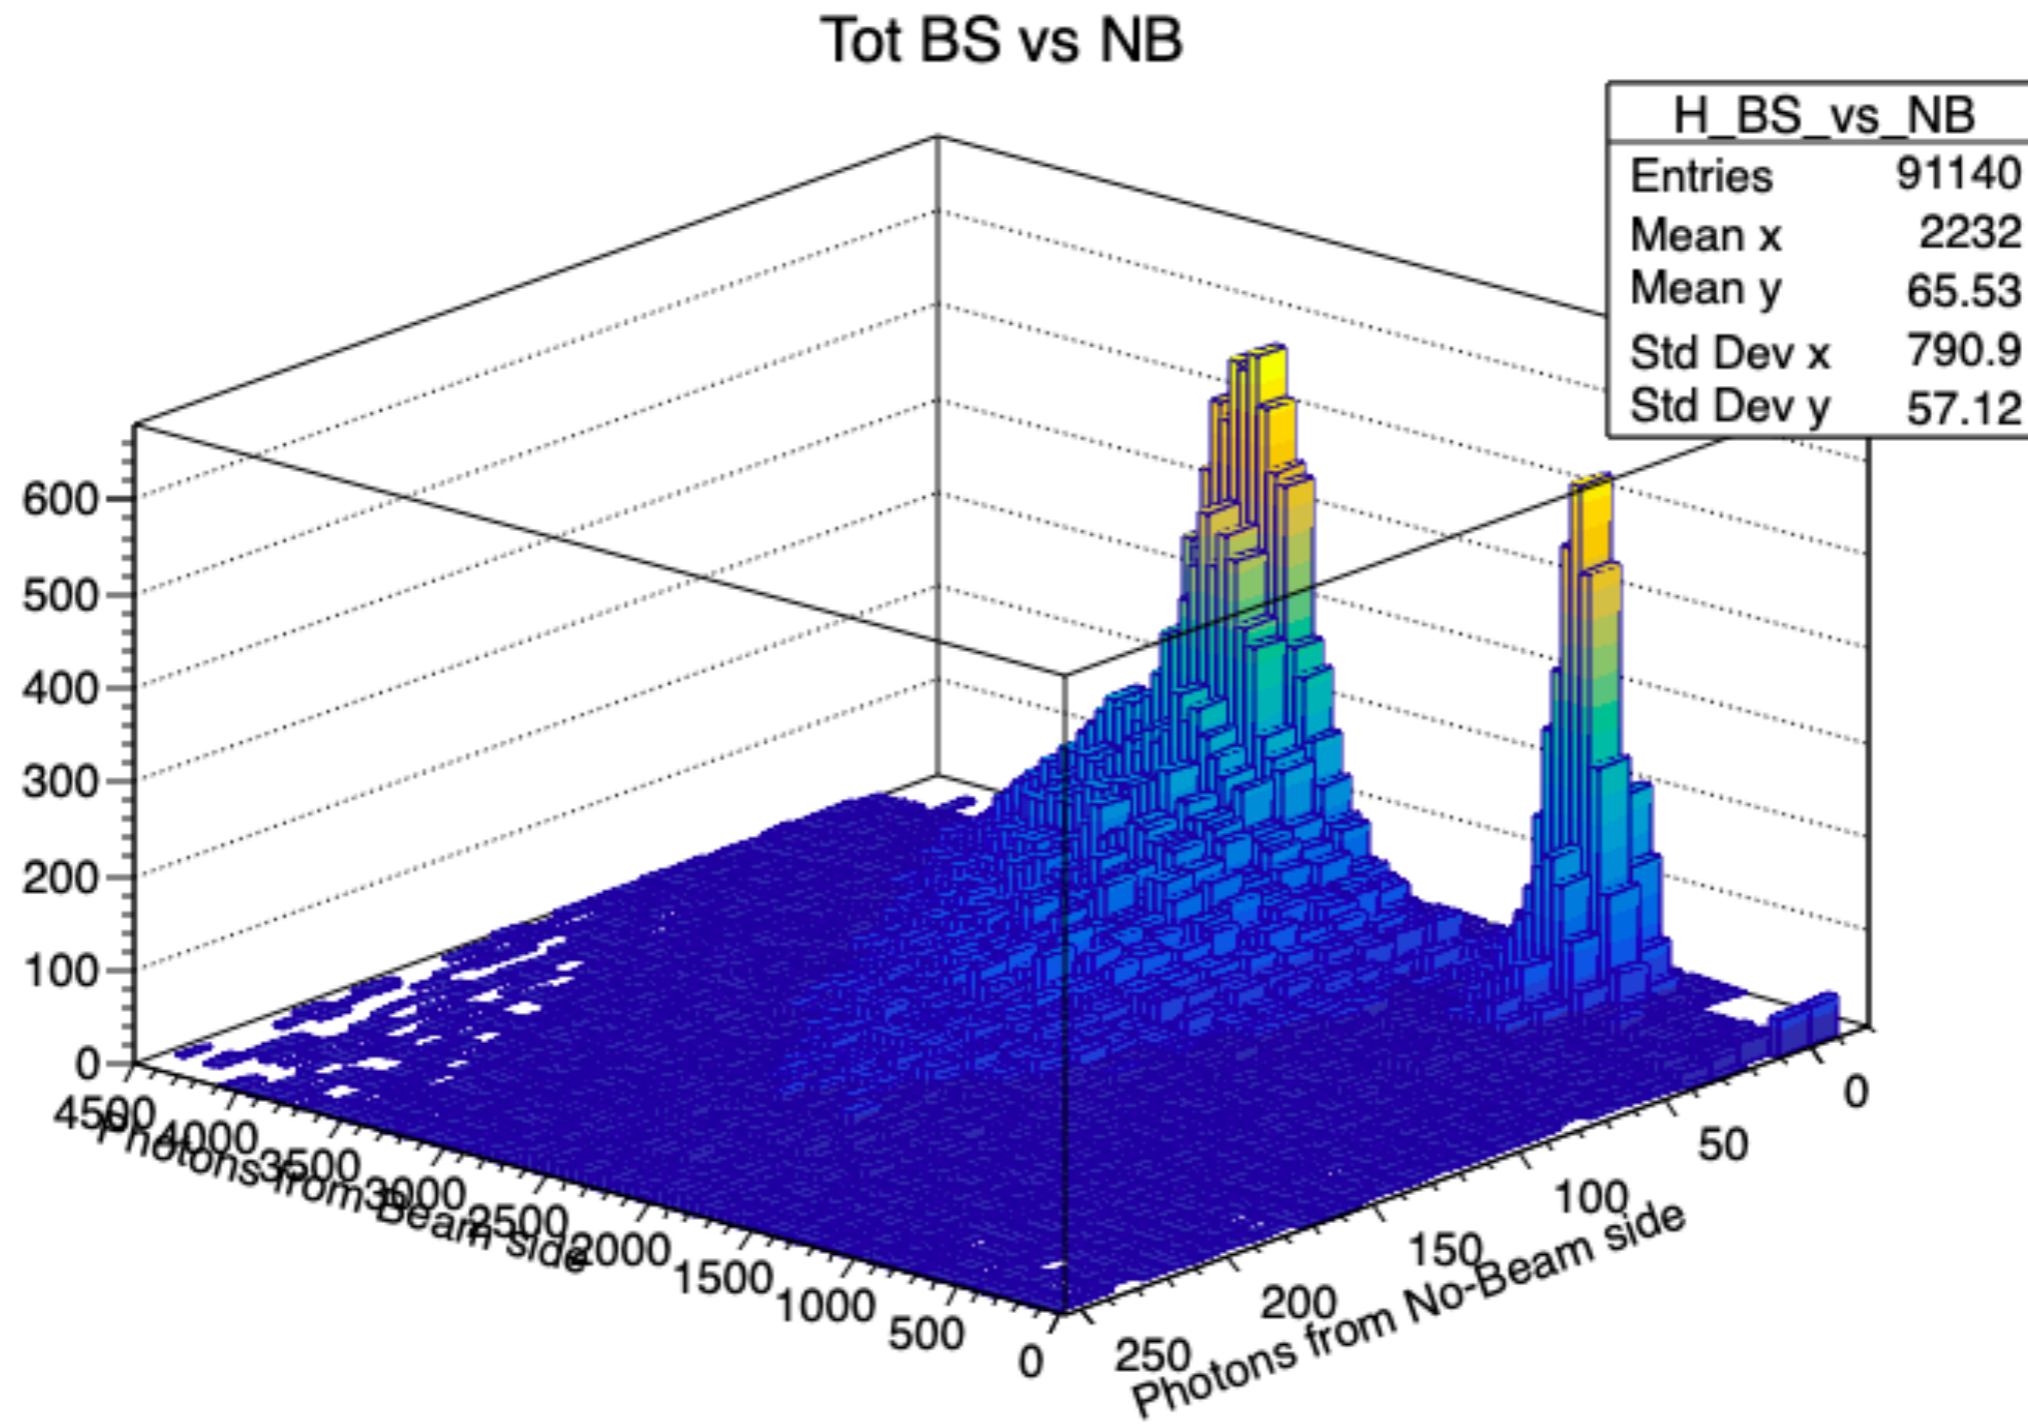 Tot BS vs NB
H_BS_vs_NB
Entries 91140
Mean x 2232
Mean y 65.53
Std Dev x 790.9
Std Dev y 57.12
600
500
400
300
200
100
0
4500
4000
3500
3000
2500
2000
1500
1000
500
0
Photons from Beam side
0
50
100
150
200
250
Photons from No-Beam side